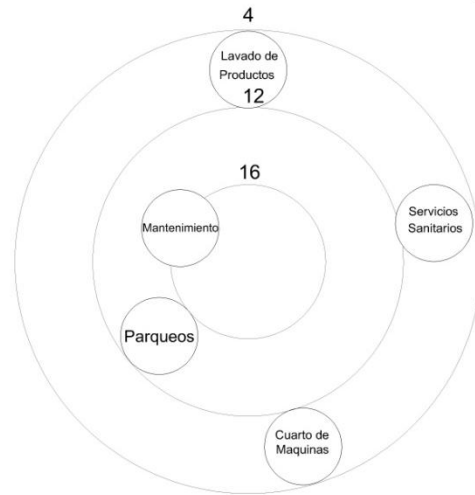 4
Lavado de
Productos
12
16
Servicios
Sanitarios
Mantenimiento
Parqueos
Cuarto de
Maquinas